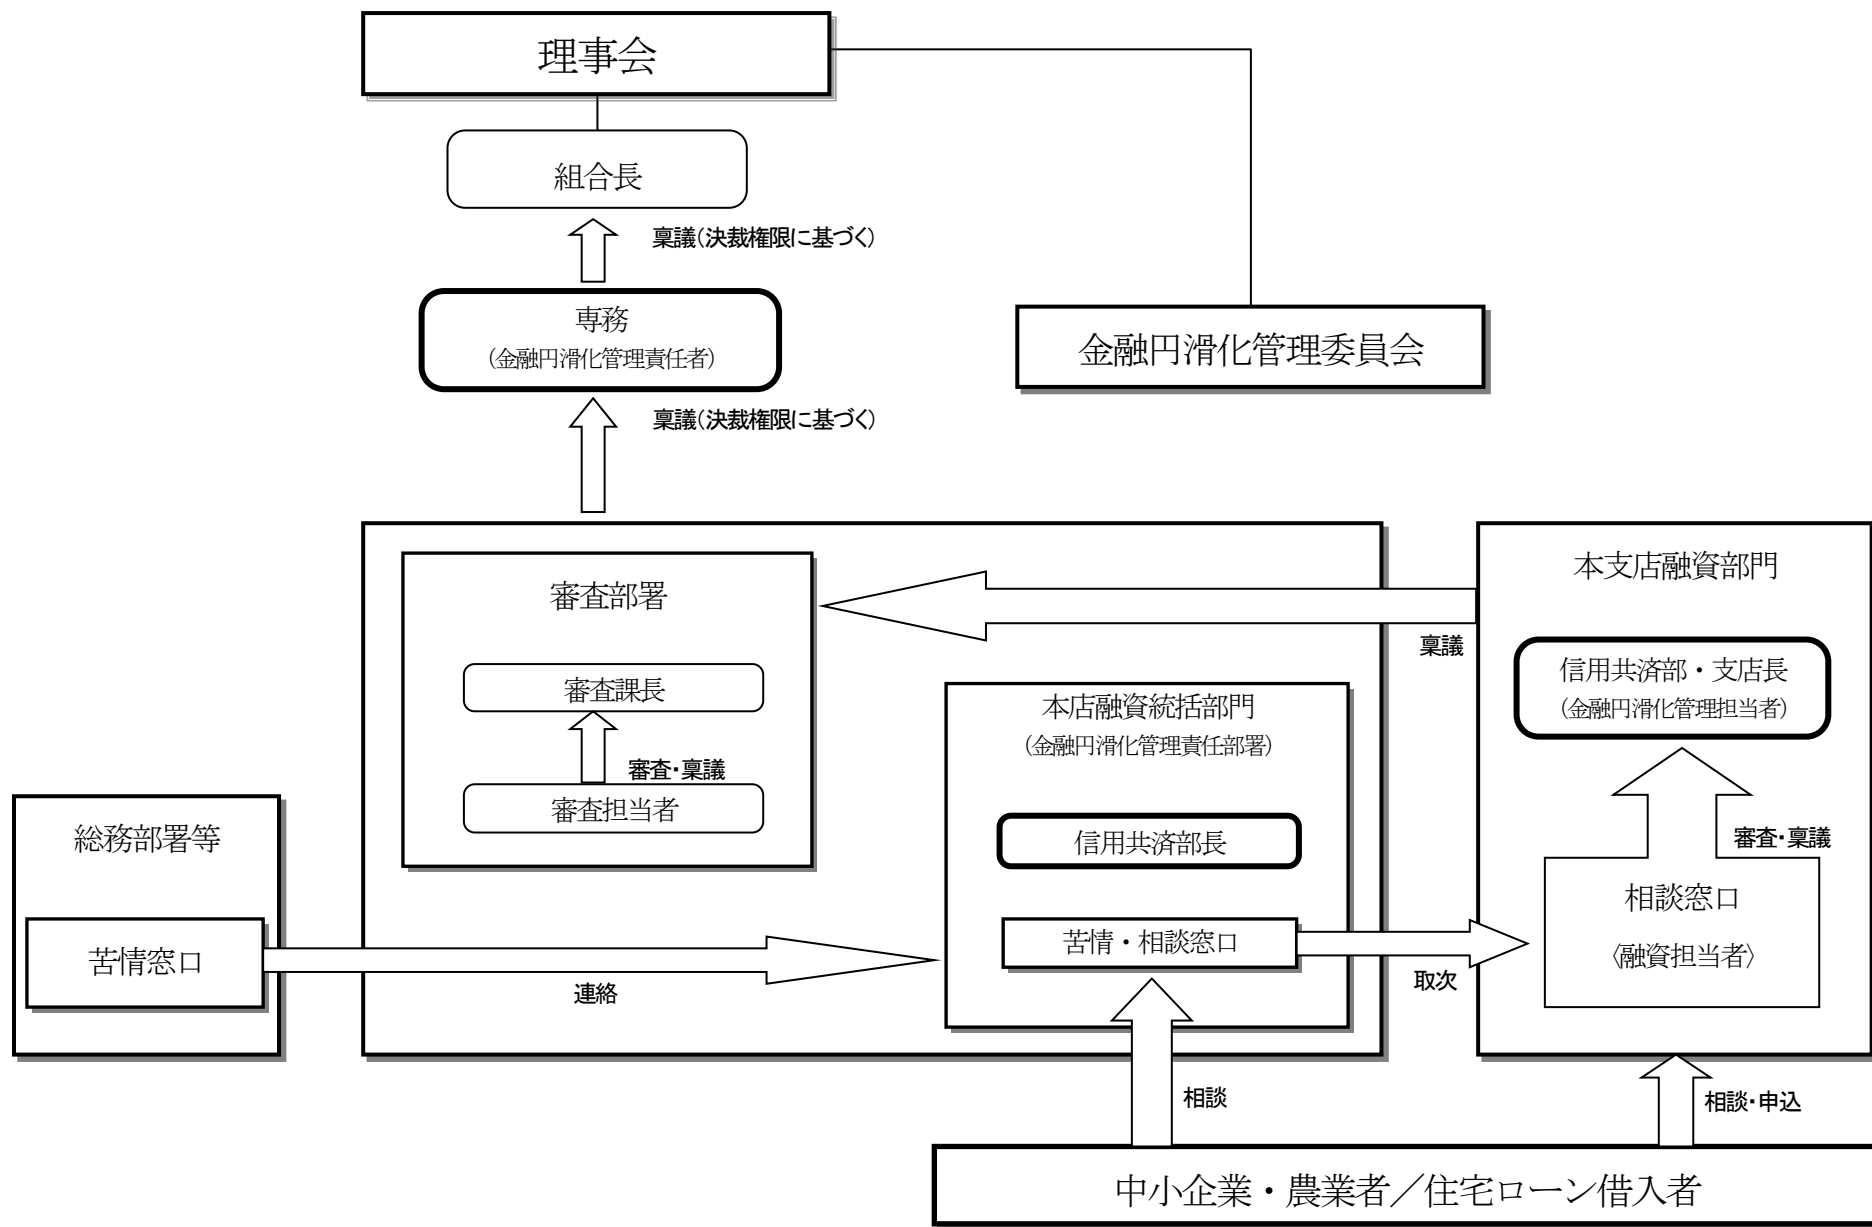 理事会
組合長
稟議(決裁権限に基づく)
専務
(金融円滑化管理責任者)
金融円滑化管理委員会
稟議(決裁権限に基づく)
審査部署
審査課長
審査・稟議
審査担当者
稟議
本店融資統括部門
(金融円滑化管理責任部署)
信用共済部長
苦情・相談窓口
本支店融資部門
信用共済部・支店長
(金融円滑化管理担当者)
審査・稟議
相談窓口
〈融資担当者〉
総務部署等
苦情窓口
連絡
取次
相談
相談・申込
中小企業・農業者／住宅ローン借入者